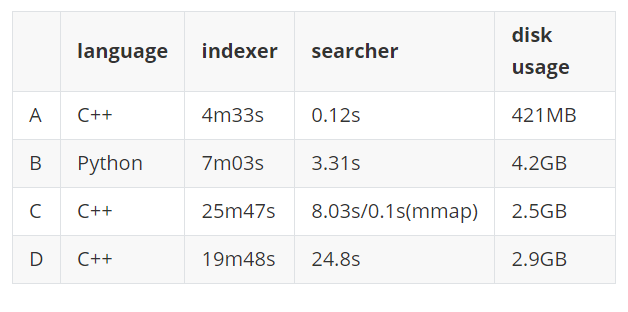 language indexer searcher disk usage
A C++ 4m33s 0.12s 421MB
B Python 7m03s 3.31s 4.2GB
C C++ 25m47s 8.03s/0.1s(mmap) 2.5GB
D C++ 19m48s 24.8s 2.9GB